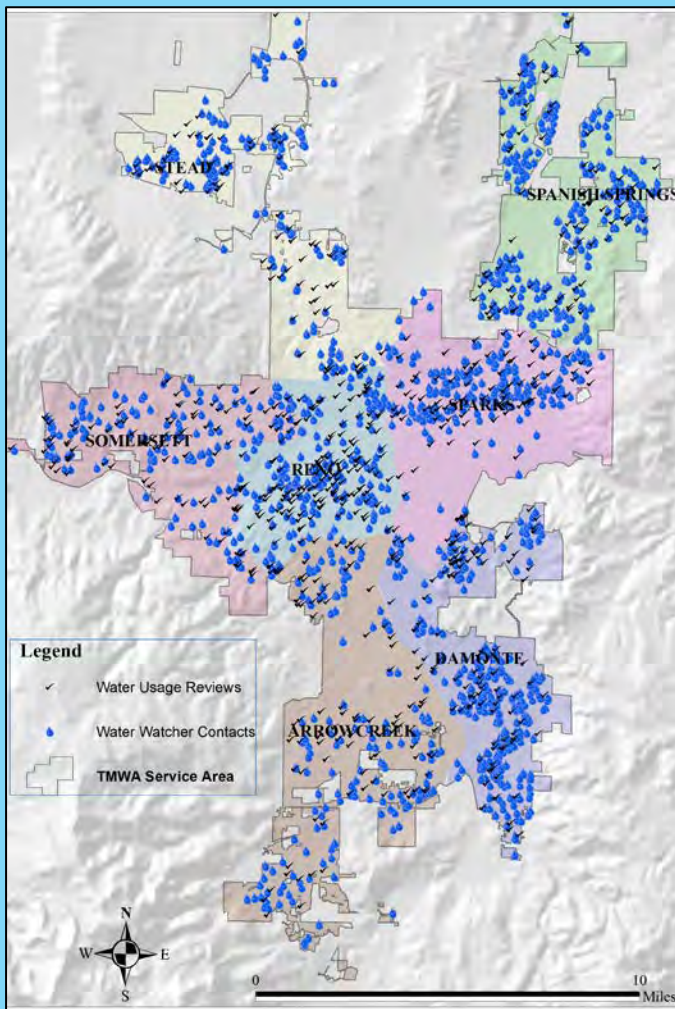 STEAD
SPANISH SPRINGS
SPARKS
SOMERSETT
RENO
Legend
Water Usage Reviews
Water Watcher Contacts
TMWA Service Area
DAMONTE
ARROWCREEK
N
W E
S
0 10
Miles